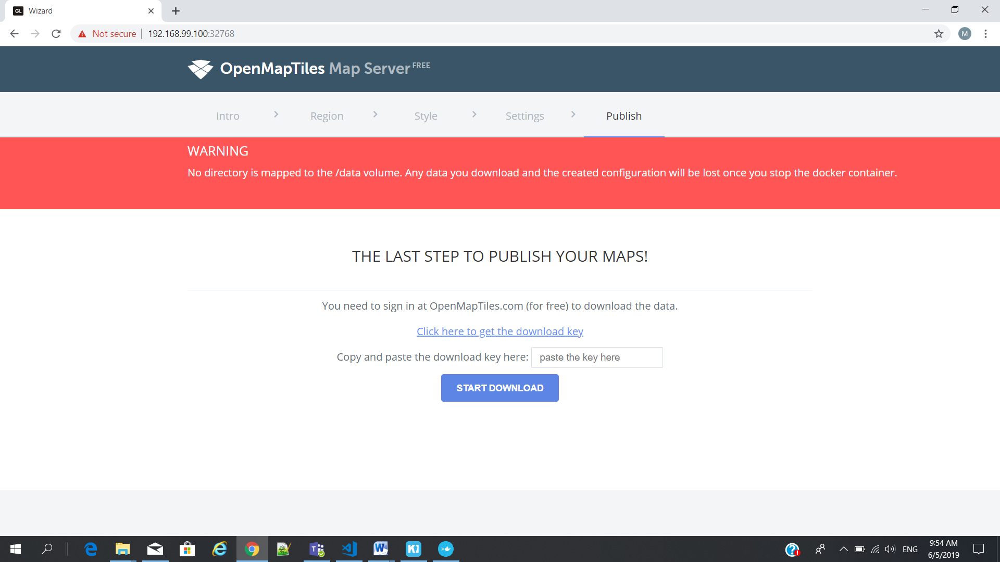 GL Wizard
Not secure 192.168.99.100:32768
M
OpenMapTiles Map Server FREE
Intro Region Style Settings Publish
WARNING
No directory is mapped to the /data volume. Any data you download and the created configuration will be lost once you stop the docker container.
THE LAST STEP TO PUBLISH YOUR MAPS!
You need to sign in at OpenMapTiles.com (for free) to download the data.
Click here to get the download key
Copy and paste the download key here: paste the key here
START DOWNLOAD
ENG
9:54 AM
6/5/2019